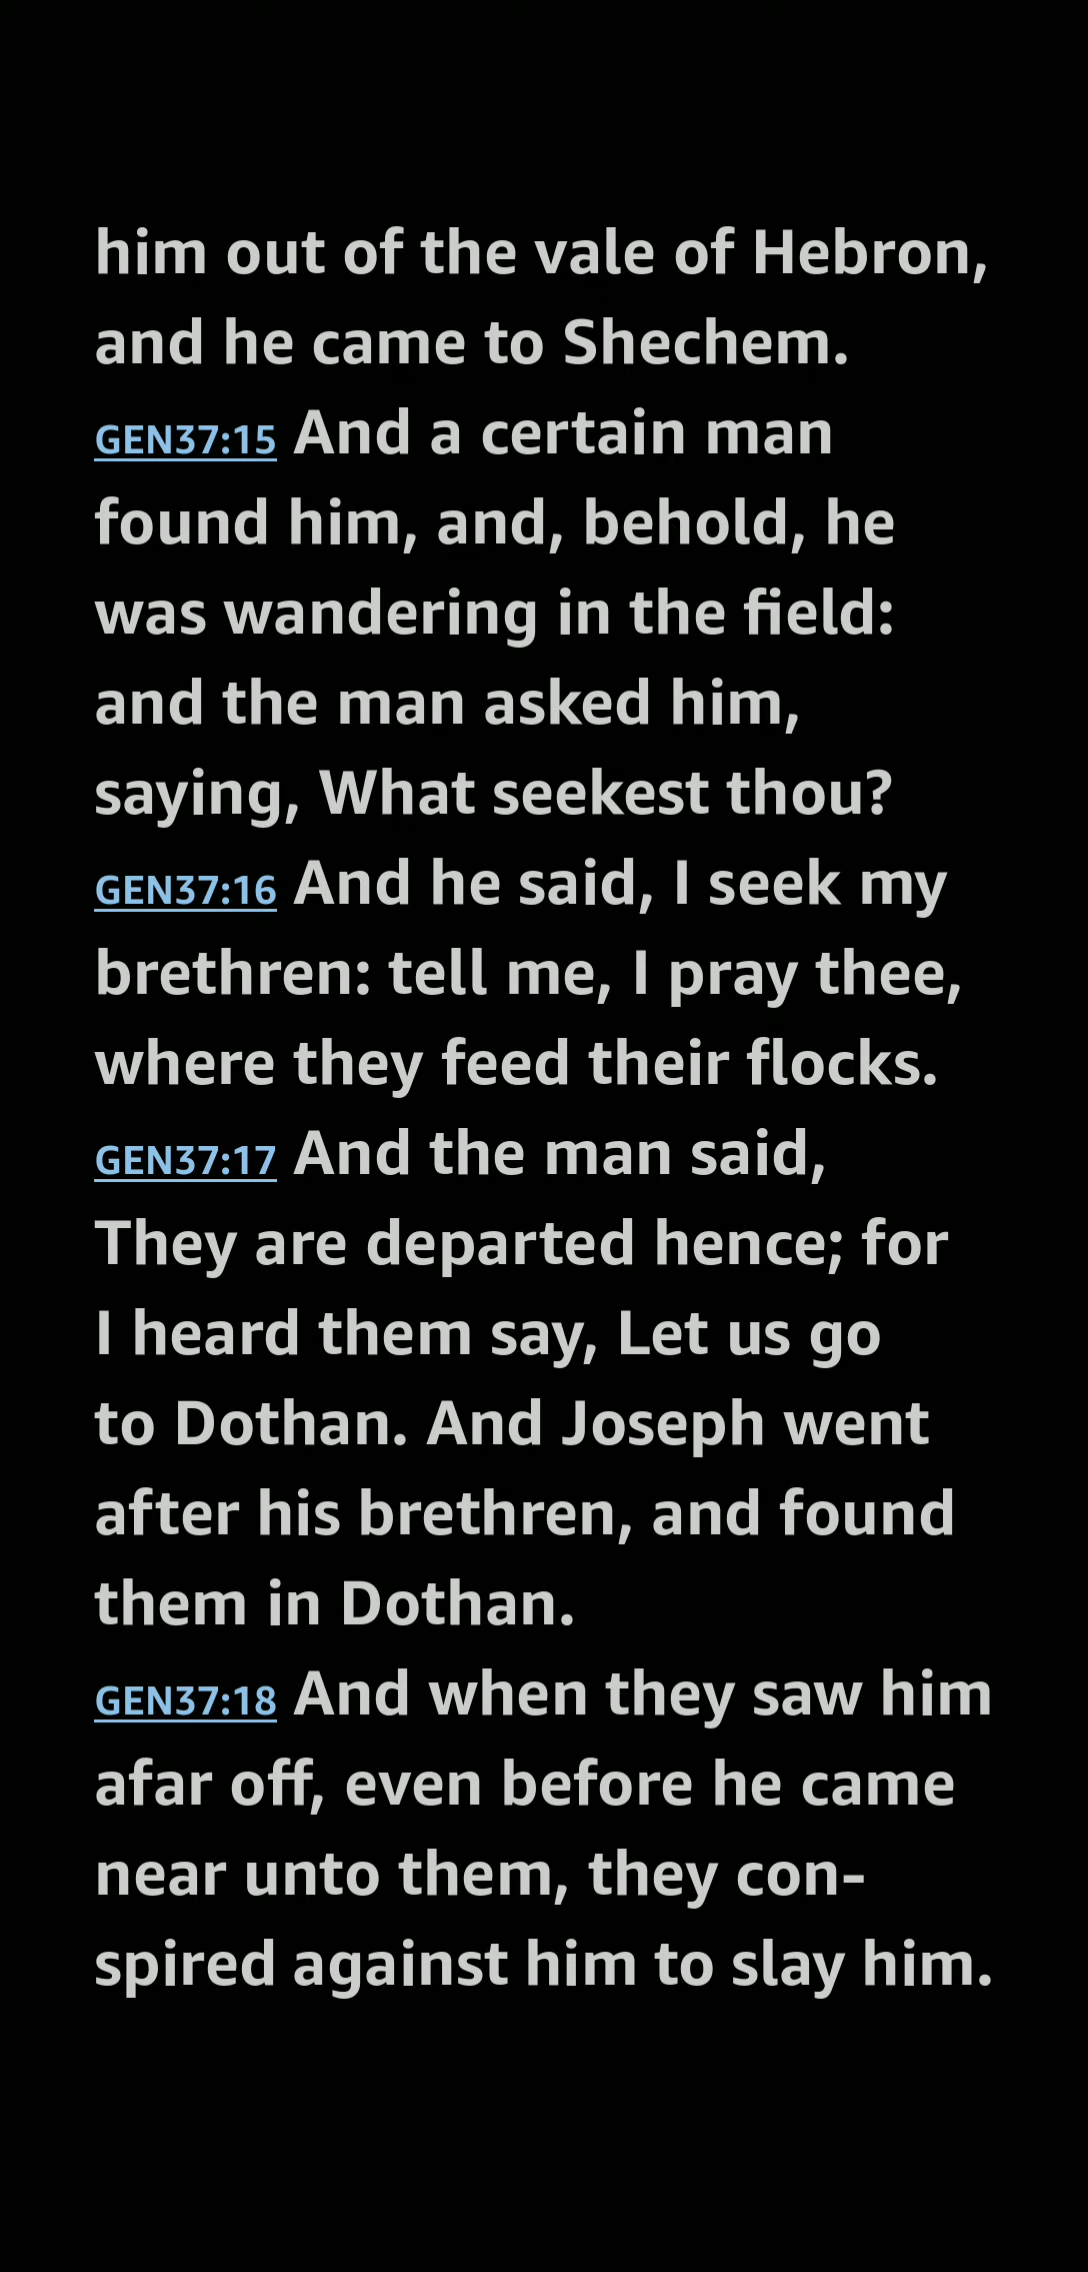 him out of the vale of Hebron,
and he came to Shechem.
GEN37:15 And a certain man
found him, and, behold, he
was wandering in the field:
and the man asked him,
saying, What seekest thou?
GEN37:16 And he said, I seek my
brethren: tell me, I pray thee,
where they feed their flocks.
GEN37:17 And the man said,
They are departed hence; for
I heard them say, Let us go
to Dothan. And Joseph went
after his brethren, and found
them in Dothan.
GEN37:18 And when they saw him
afar off, even before he came
near unto them, they con-
spired against him to slay him.